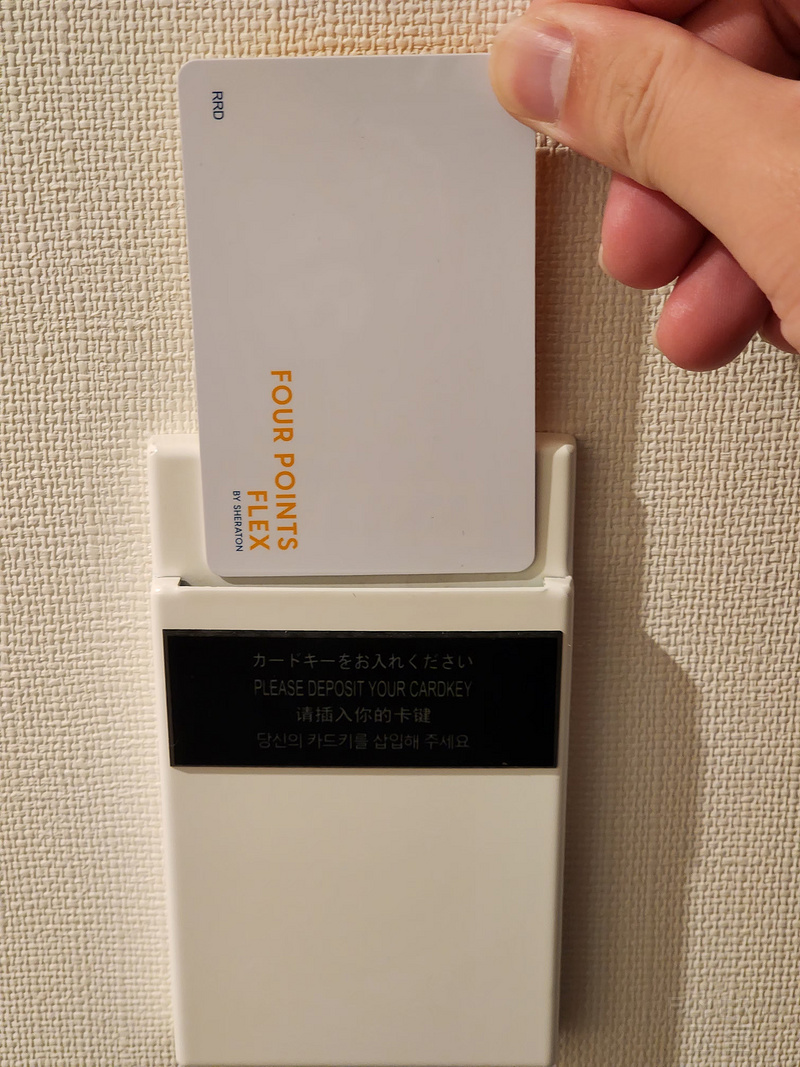 RRD
FOUR POINTS
FLEX
BY SHERATON
カードキーをお入れください
PLEASE DEPOSIT YOUR CARDKEY
请插入你的卡键
당신의 카드키를 삽입해 주세요